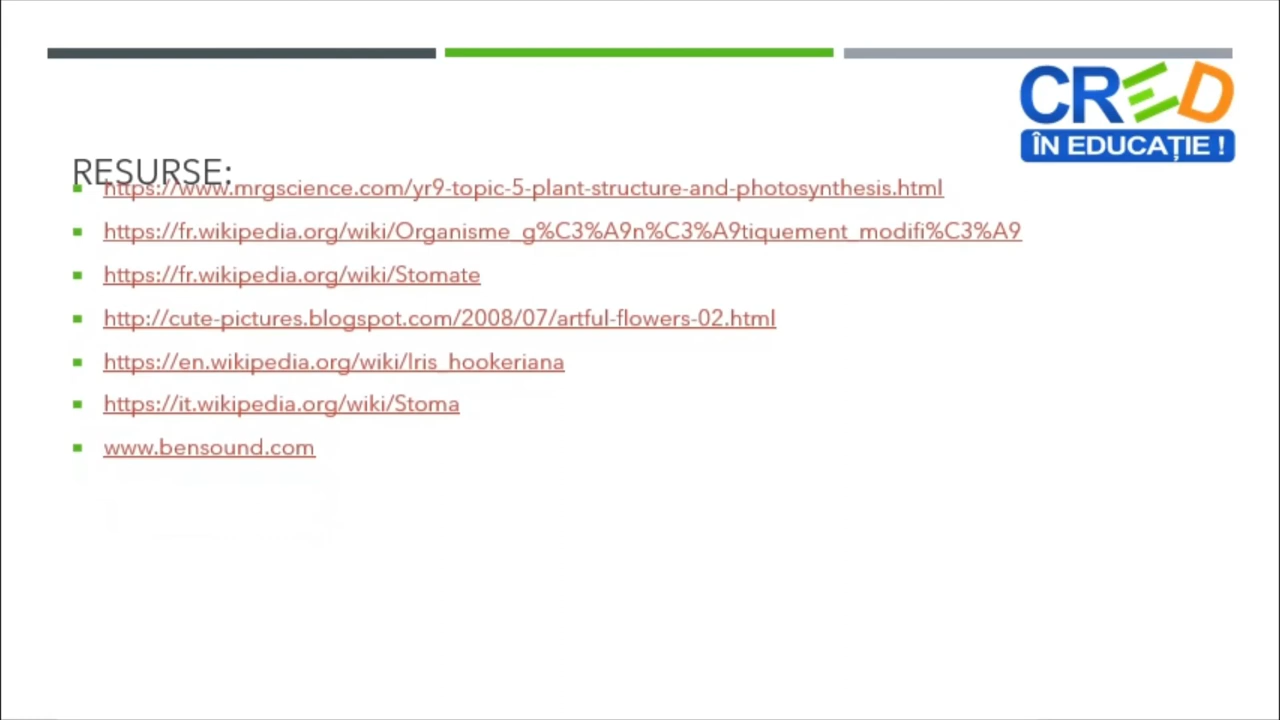 CRED
ÎN EDUCAȚIE !
RESURSE:
https://www.mrgscience.com/yr9-topic-5-plant-structure-and-photosynthesis.html
https://fr.wikipedia.org/wiki/Organisme_g%C3%A9n%C3%A9tiquement_modifi%C3%A9
https://fr.wikipedia.org/wiki/Stomate
http://cute-pictures.blogspot.com/2008/07/artful-flowers-02.html
https://en.wikipedia.org/wiki/Iris_hookeriana
https://it.wikipedia.org/wiki/Stoma
www.bensound.com